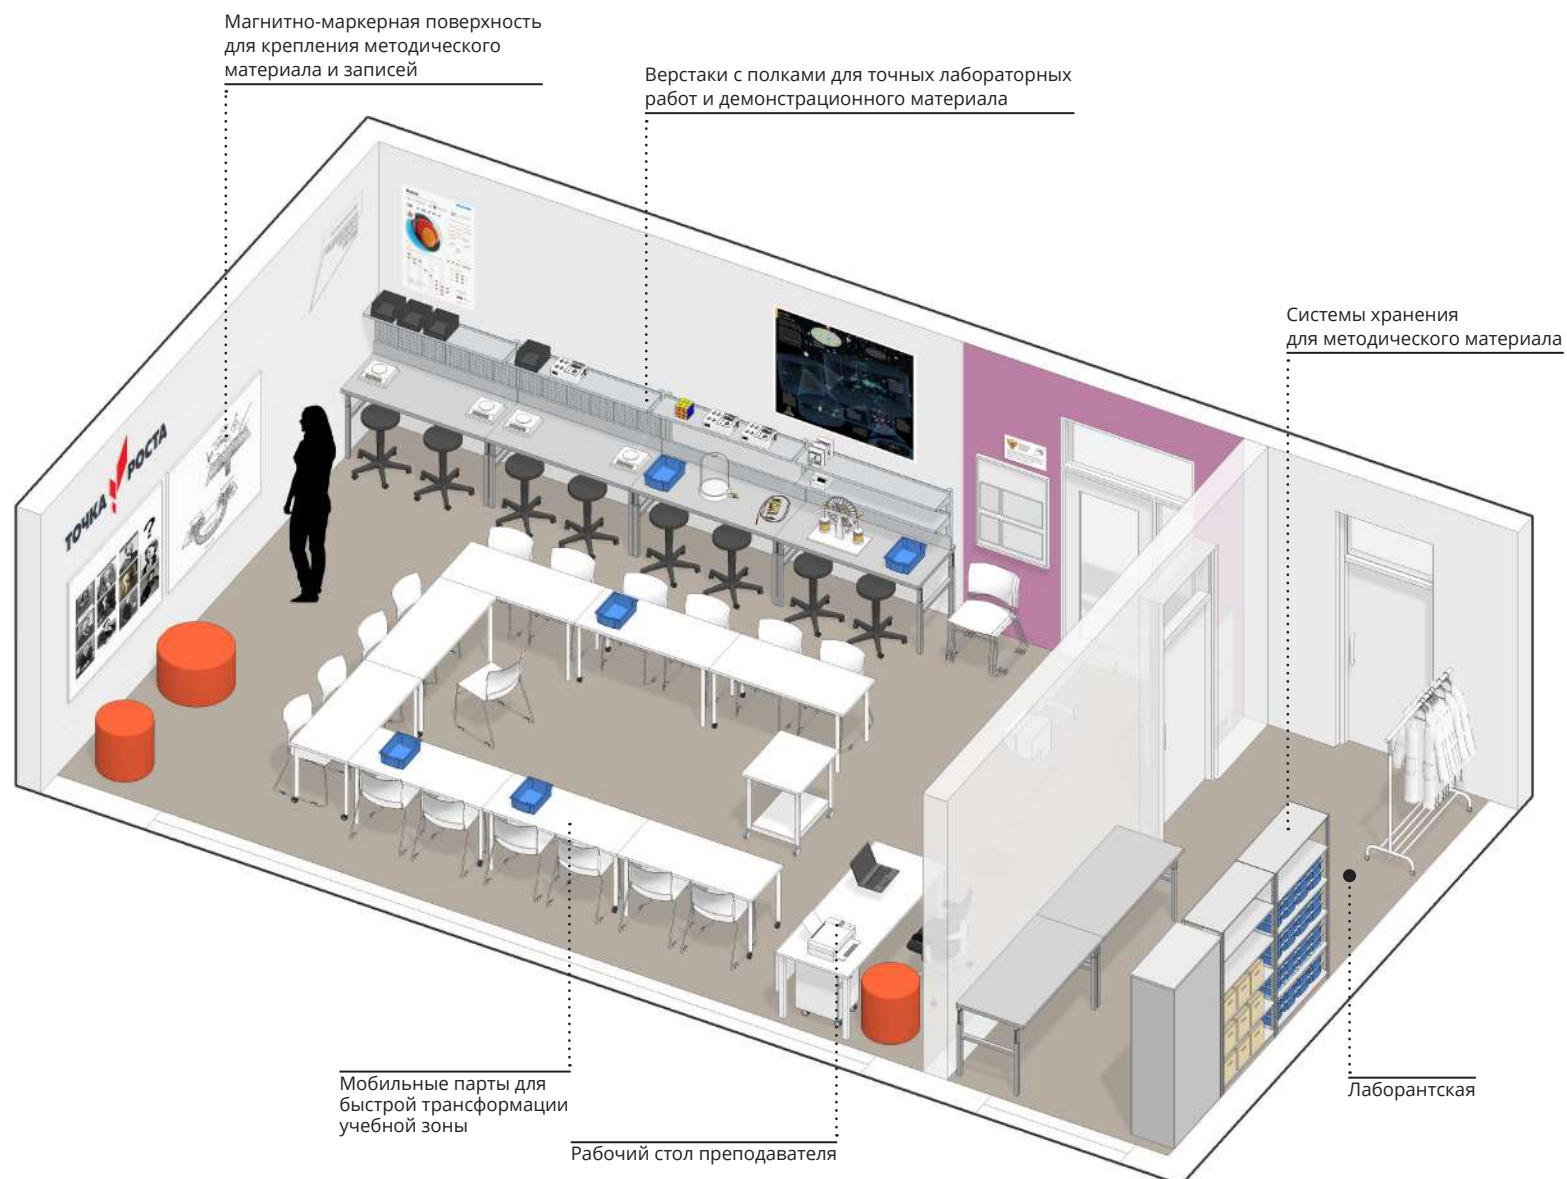 Магнитно-маркерная поверхность
для крепления методического
материала и записей
Верстаки с полками для точных лабораторных
работ и демонстрационного материала
Системы хранения
для методического материала
ТОЧКА РОСТА
?
Мобильные парты для
быстрой трансформации
учебной зоны
Рабочий стол преподавателя
Лаборантская